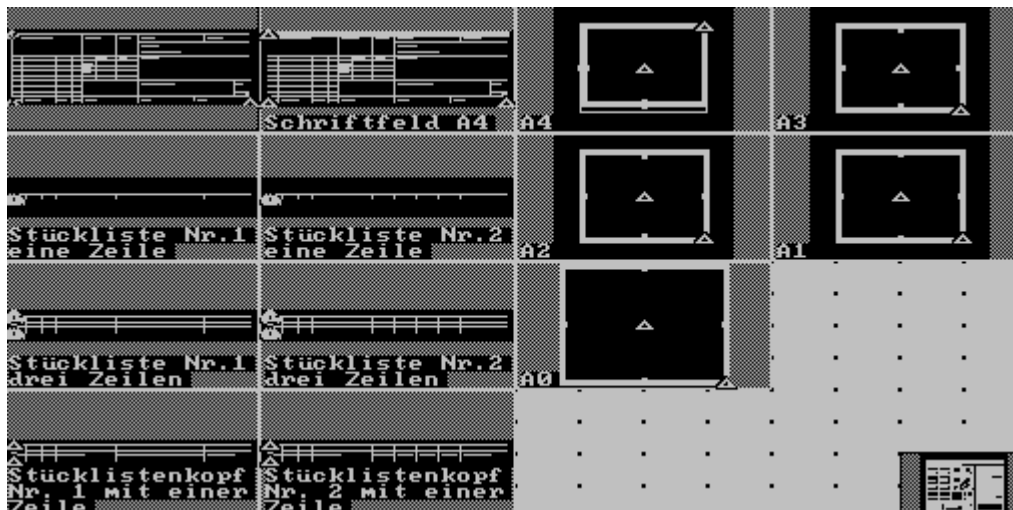 Schriftfeld A4
A4
A3
Stückliste Nr.1
eine Zeile
Stückliste Nr.2
eine Zeile
A2
A1
Stückliste Nr.1
drei Zeilen
Stückliste Nr.2
drei Zeilen
A0
Stücklistenkopf
Nr. 1 mit einer
Zeile
Stücklistenkopf
Nr. 2 mit einer
Zeile